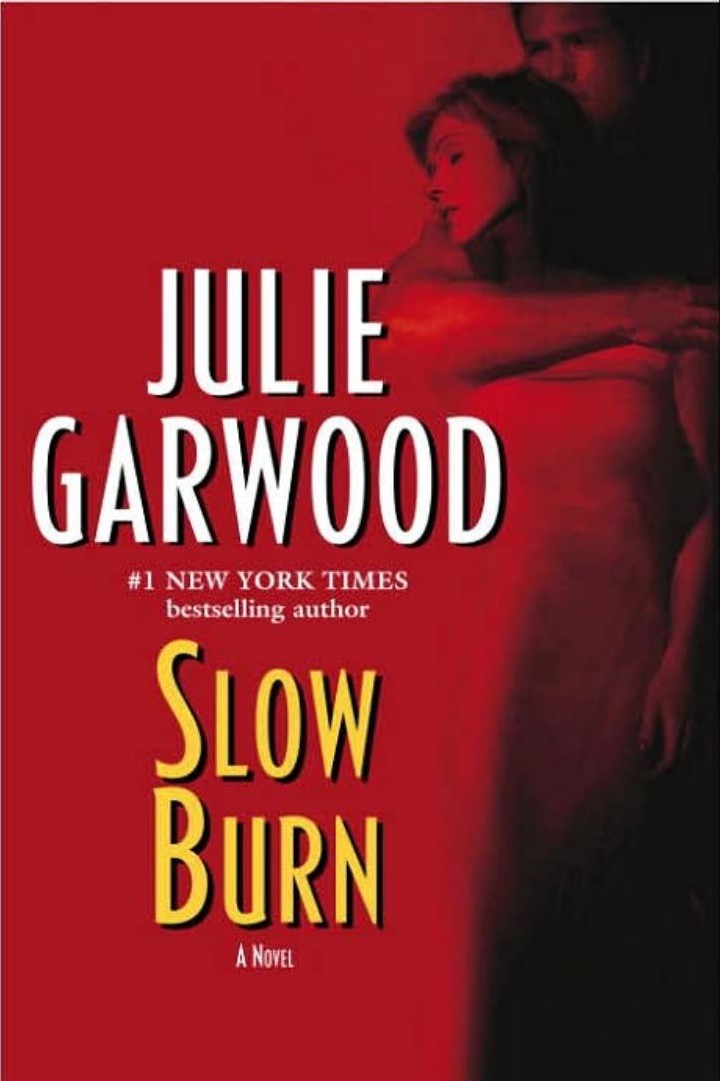 JULIE
GARWOOD
#1 NEW YORK TIMES
bestselling author
SLOW
BURN
A NOVEL